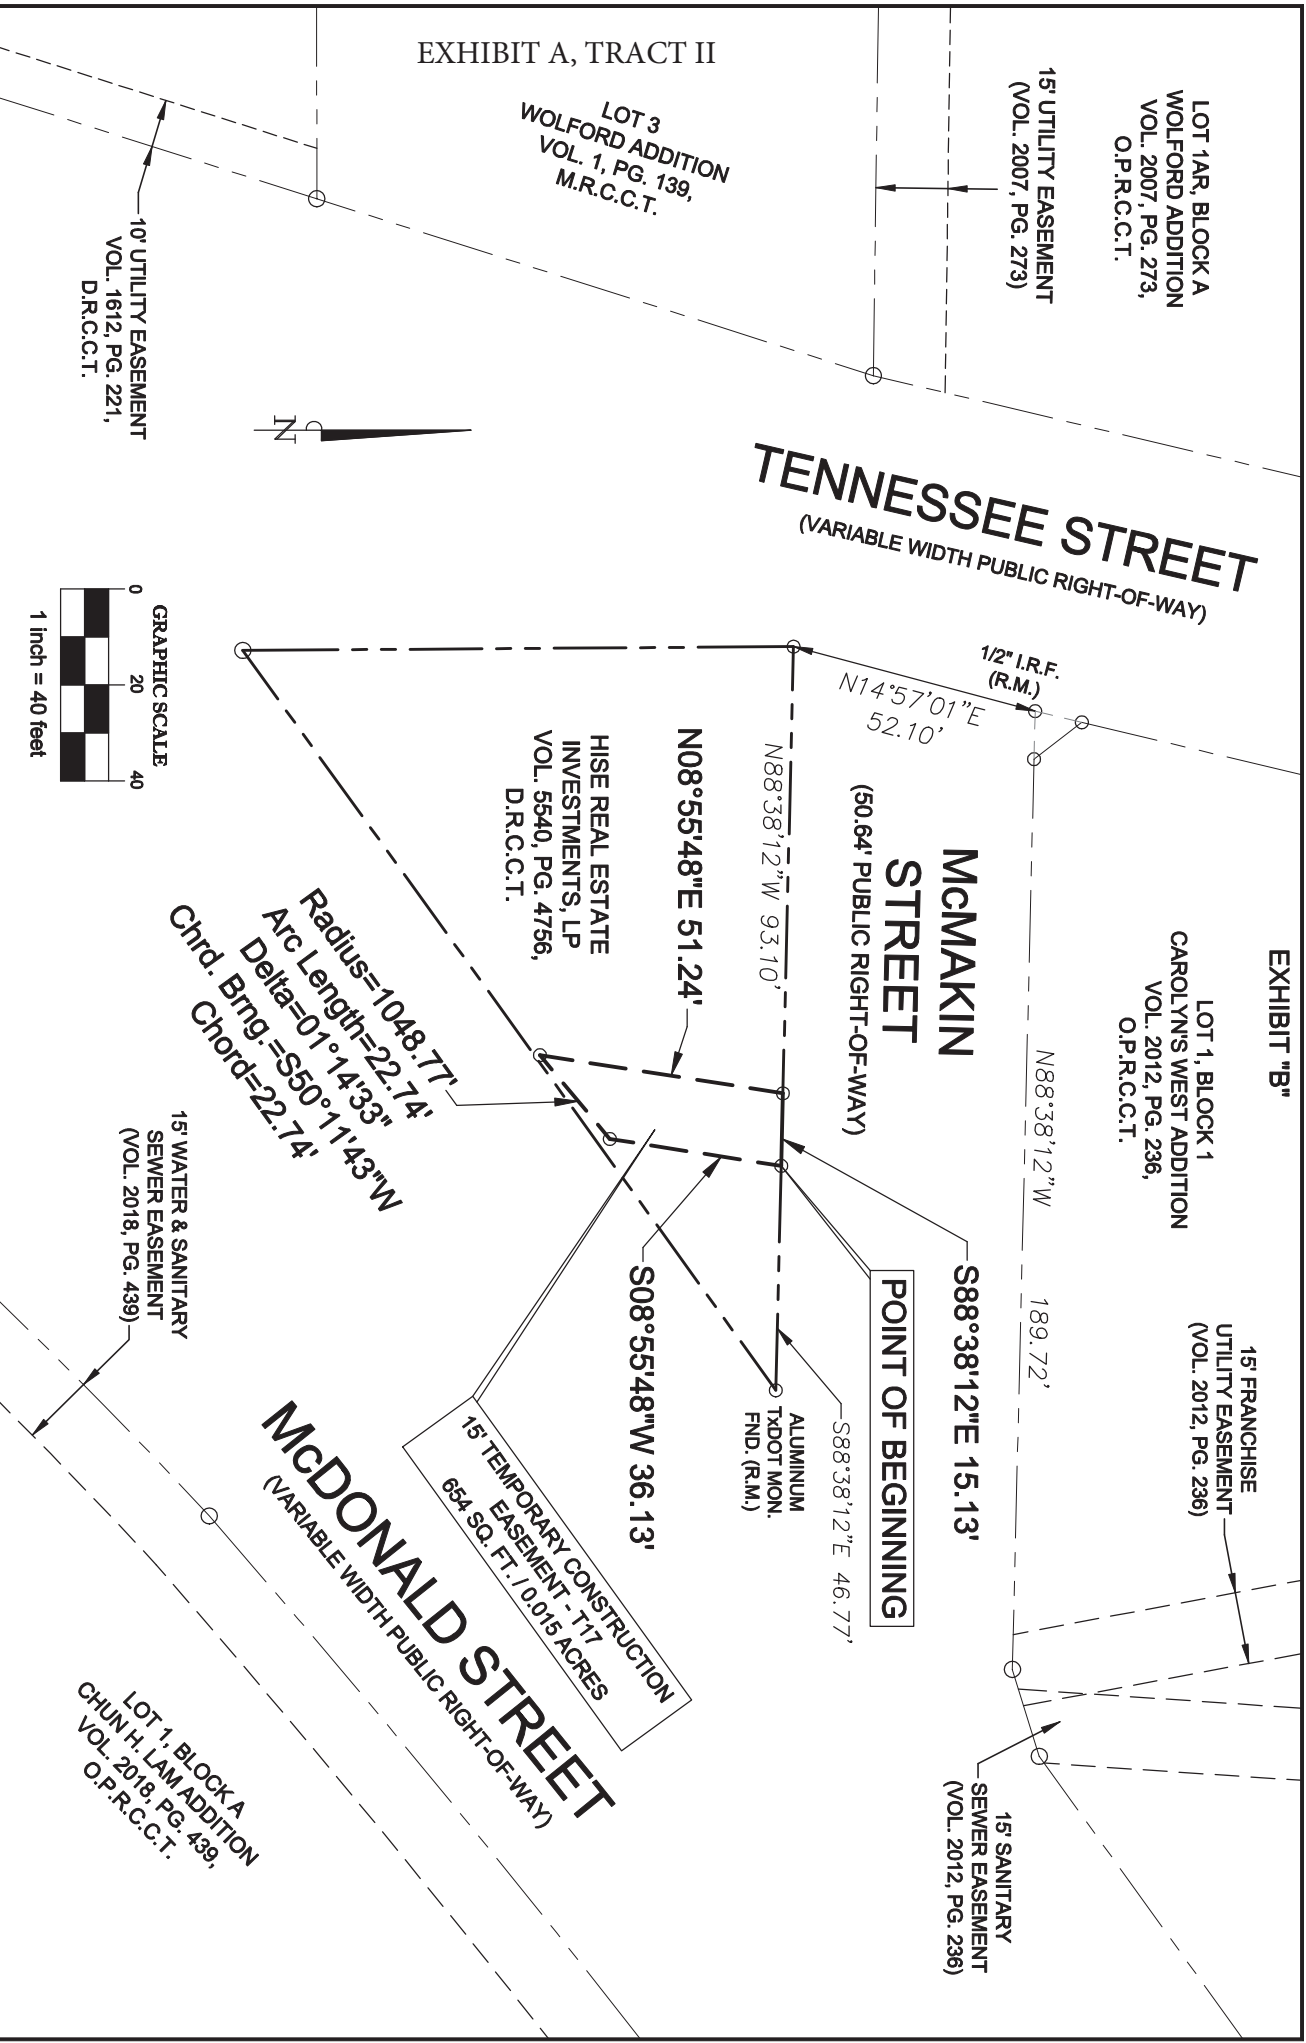 EXHIBIT A, TRACT II
EXHIBIT "B"
LOT 1AR, BLOCK A
WOLFORD ADDITION
VOL. 2007, PG. 273,
O.P.R.C.C.T.
15' UTILITY EASEMENT
(VOL. 2007, PG. 273)
LOT 3
WOLFORD ADDITION
VOL. 1, PG. 139,
M.R.C.C.T.
10' UTILITY EASEMENT
VOL. 1612, PG. 221,
D.R.C.C.T.
N
TENNESSEE STREET
(VARIABLE WIDTH PUBLIC RIGHT-OF-WAY)
1/2" I.R.F.
(R.M.)
N14°57'01"E
52.10'
LOT 1, BLOCK 1
CAROLYN'S WEST ADDITION
VOL. 2012, PG. 236,
O.P.R.C.C.T.
N88°38'12"W 189.72'
15' FRANCHISE
UTILITY EASEMENT
(VOL. 2012, PG. 236)
15' SANITARY
SEWER EASEMENT
(VOL. 2012, PG. 236)
McMAKIN
STREET
(50.64' PUBLIC RIGHT-OF-WAY)
N88°38'12"W 93.10'
S88°38'12"E 15.13'
POINT OF BEGINNING
S88°38'12"E 46.77'
ALUMINUM
TxDOT MON.
FND. (R.M.)
N08°55'48"E 51.24'
S08°55'48"W 36.13'
HISE REAL ESTATE
INVESTMENTS, LP
VOL. 5540, PG. 4756,
D.R.C.C.T.
Radius=1048.77'
Arc Length=22.74'
Delta=01°14'33"
Chrd. Brng.=S50°11'43"W
Chord=22.74'
15' TEMPORARY CONSTRUCTION
EASEMENT - T17
654 SQ. FT. / 0.015 ACRES
McDONALD STREET
(VARIABLE WIDTH PUBLIC RIGHT-OF-WAY)
15' WATER & SANITARY
SEWER EASEMENT
(VOL. 2018, PG. 439)
LOT 1, BLOCK A
CHUN H. LAM ADDITION
VOL. 2018, PG. 439,
O.P.R.C.C.T.
GRAPHIC SCALE
0 20 40
1 inch = 40 feet